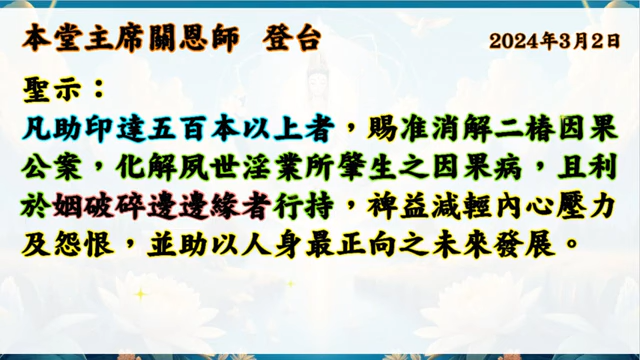 本堂主席關恩師 登台
2024年3月2日
聖示：
凡助印達五百本以上者，賜准消解二樁因果
公案，化解夙世淫業所肇生之因果病，且利
於姻破碎邊邊緣者行持，裨益減輕內心壓力
及怨恨，並助以人身最正向之未來發展。